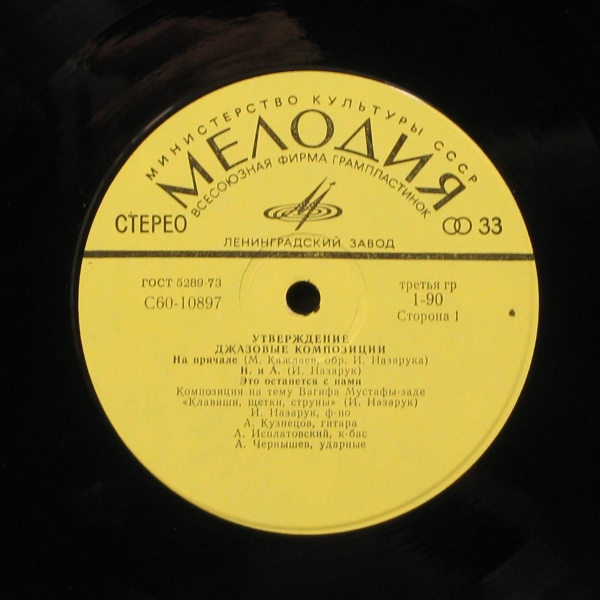 МИНИСТЕРСТВО КУЛЬТУРЫ СССР
МЕЛОДИЯ
ВСЕСОЮЗНАЯ ФИРМА ГРАМПЛАСТИНОК
СТЕРЕО
33
ЛЕНИНГРАДСКИЙ ЗАВОД
ГОСТ 5289-73
С60-10897
третья гр
1-90
Сторона 1
УТВЕРЖДЕНИЕ
ДЖАЗОВЫЕ КОМПОЗИЦИИ
На причале (М. Кажлаев, обр. И. Назарука)
Н. и А. (И. Назарук)
Это останется с нами
Композиция на тему Вагифа Мустафы-заде
«Клавиши, щетки, струны» (И. Назарук)
И. Назарук, ф-но
А. Кузнецов, гитара
А. Исплатовский, к-бас
А. Чернышев, ударные